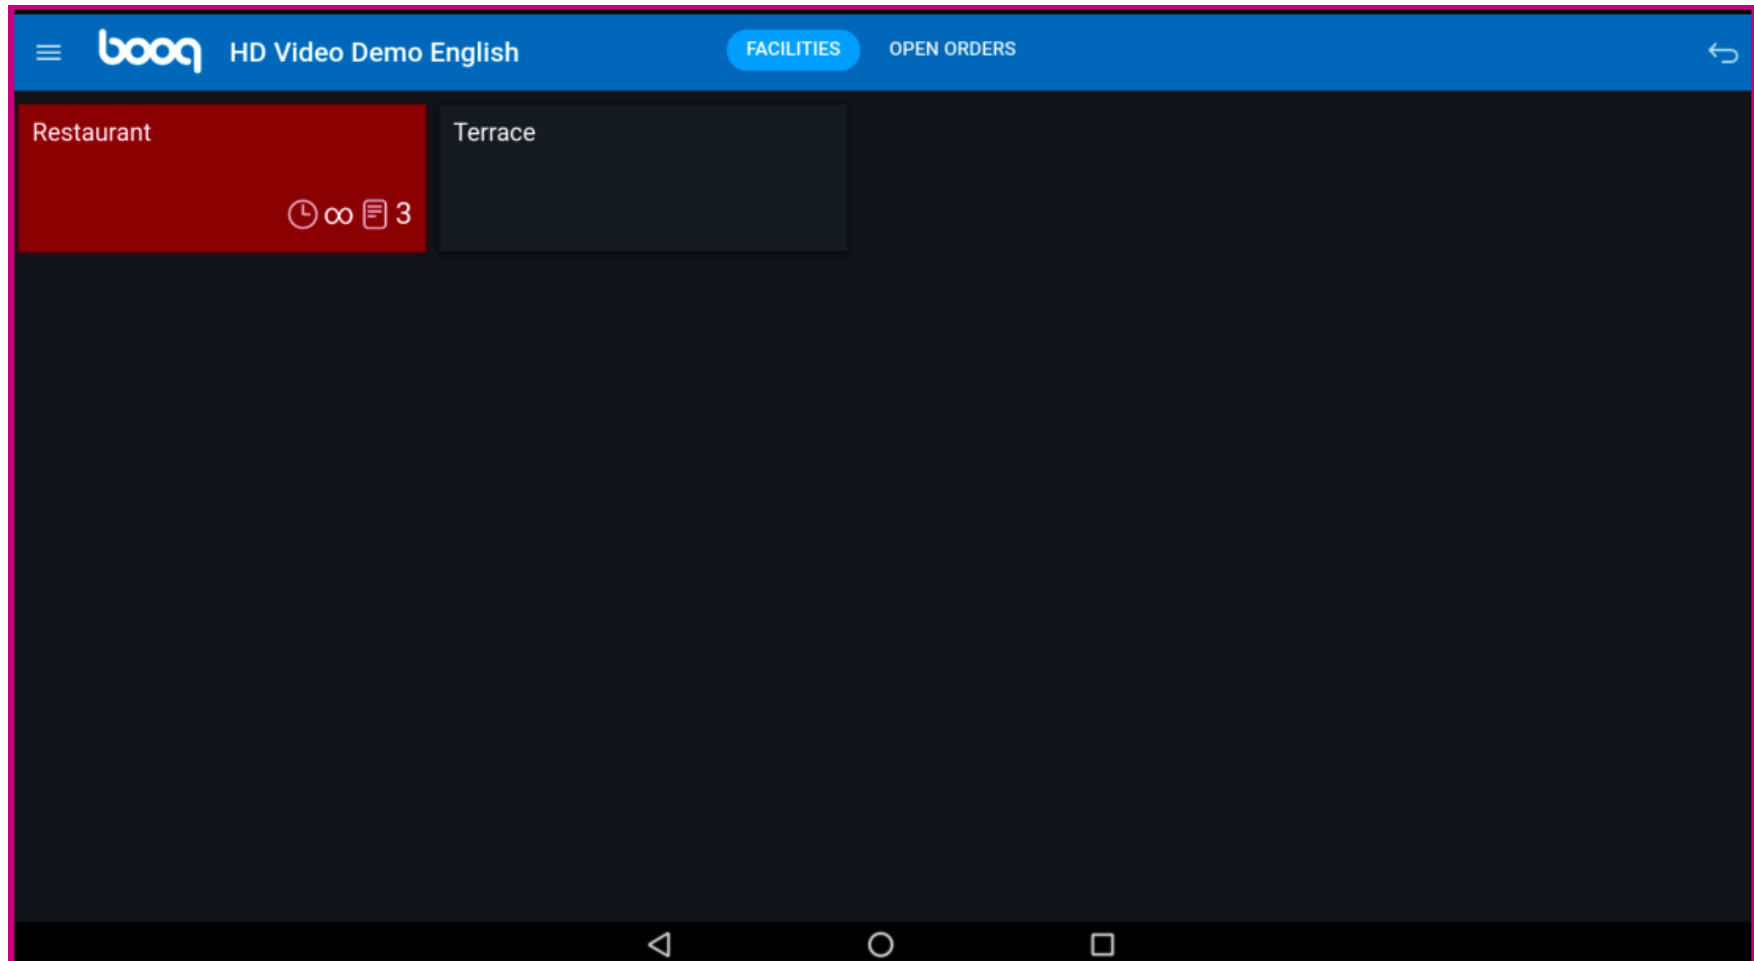 booq HD Video Demo English FACILITIES OPEN ORDERS
Restaurant Terrace
∞ 3